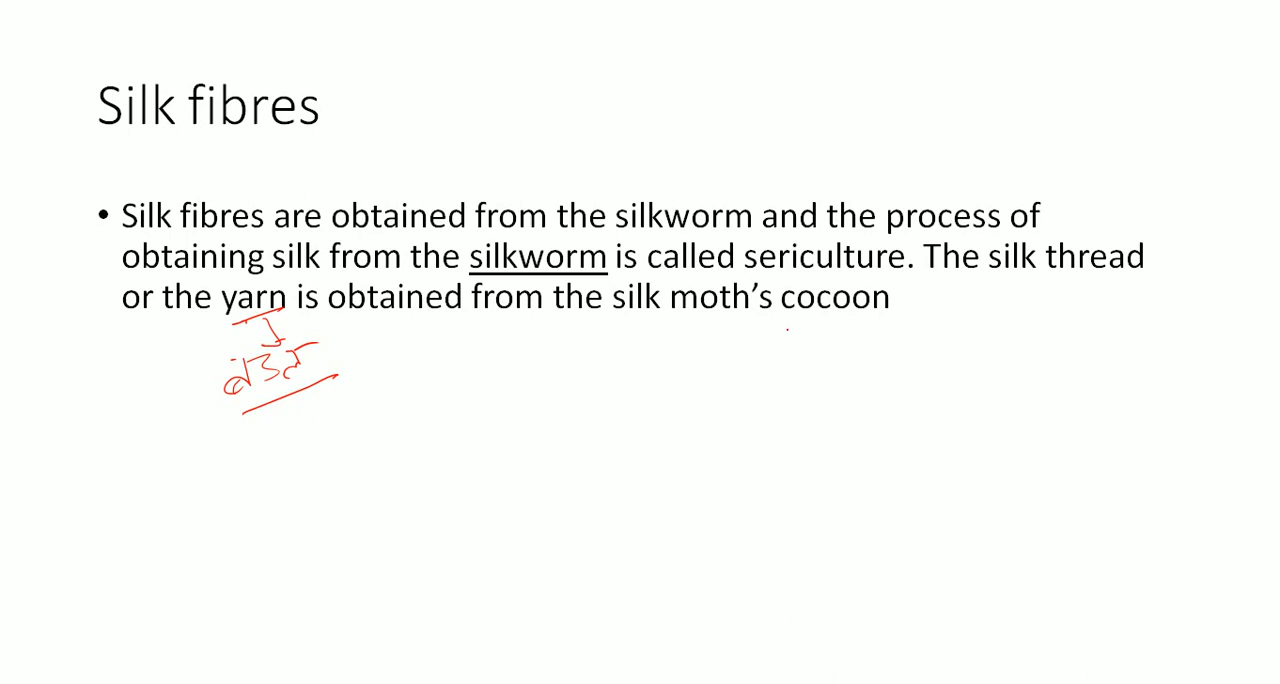 Silk fibres
• Silk fibres are obtained from the silkworm and the process of
obtaining silk from the silkworm is called sericulture. The silk thread
or the yarn is obtained from the silk moth’s cocoon